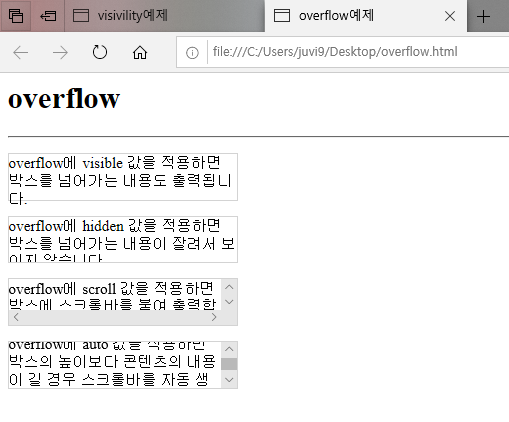 visivility예제
overflow예제
file:///C:/Users/juvi9/Desktop/overflow.html
overflow
overflow에 visible 값을 적용하면
박스를 넘어가는 내용도 출력됩니
다.
overflow에 hidden 값을 적용하면
박스를 넘어가는 내용이 잘려서 보
이지 않습니다
overflow에 scroll 값을 적용하면
박스에 스크롤바를 붙여 출력합
overflow에 auto 값을 적용하면
박스의 높이보다 콘텐츠의 내용
이 길 경우 스크롤바를 자동 생